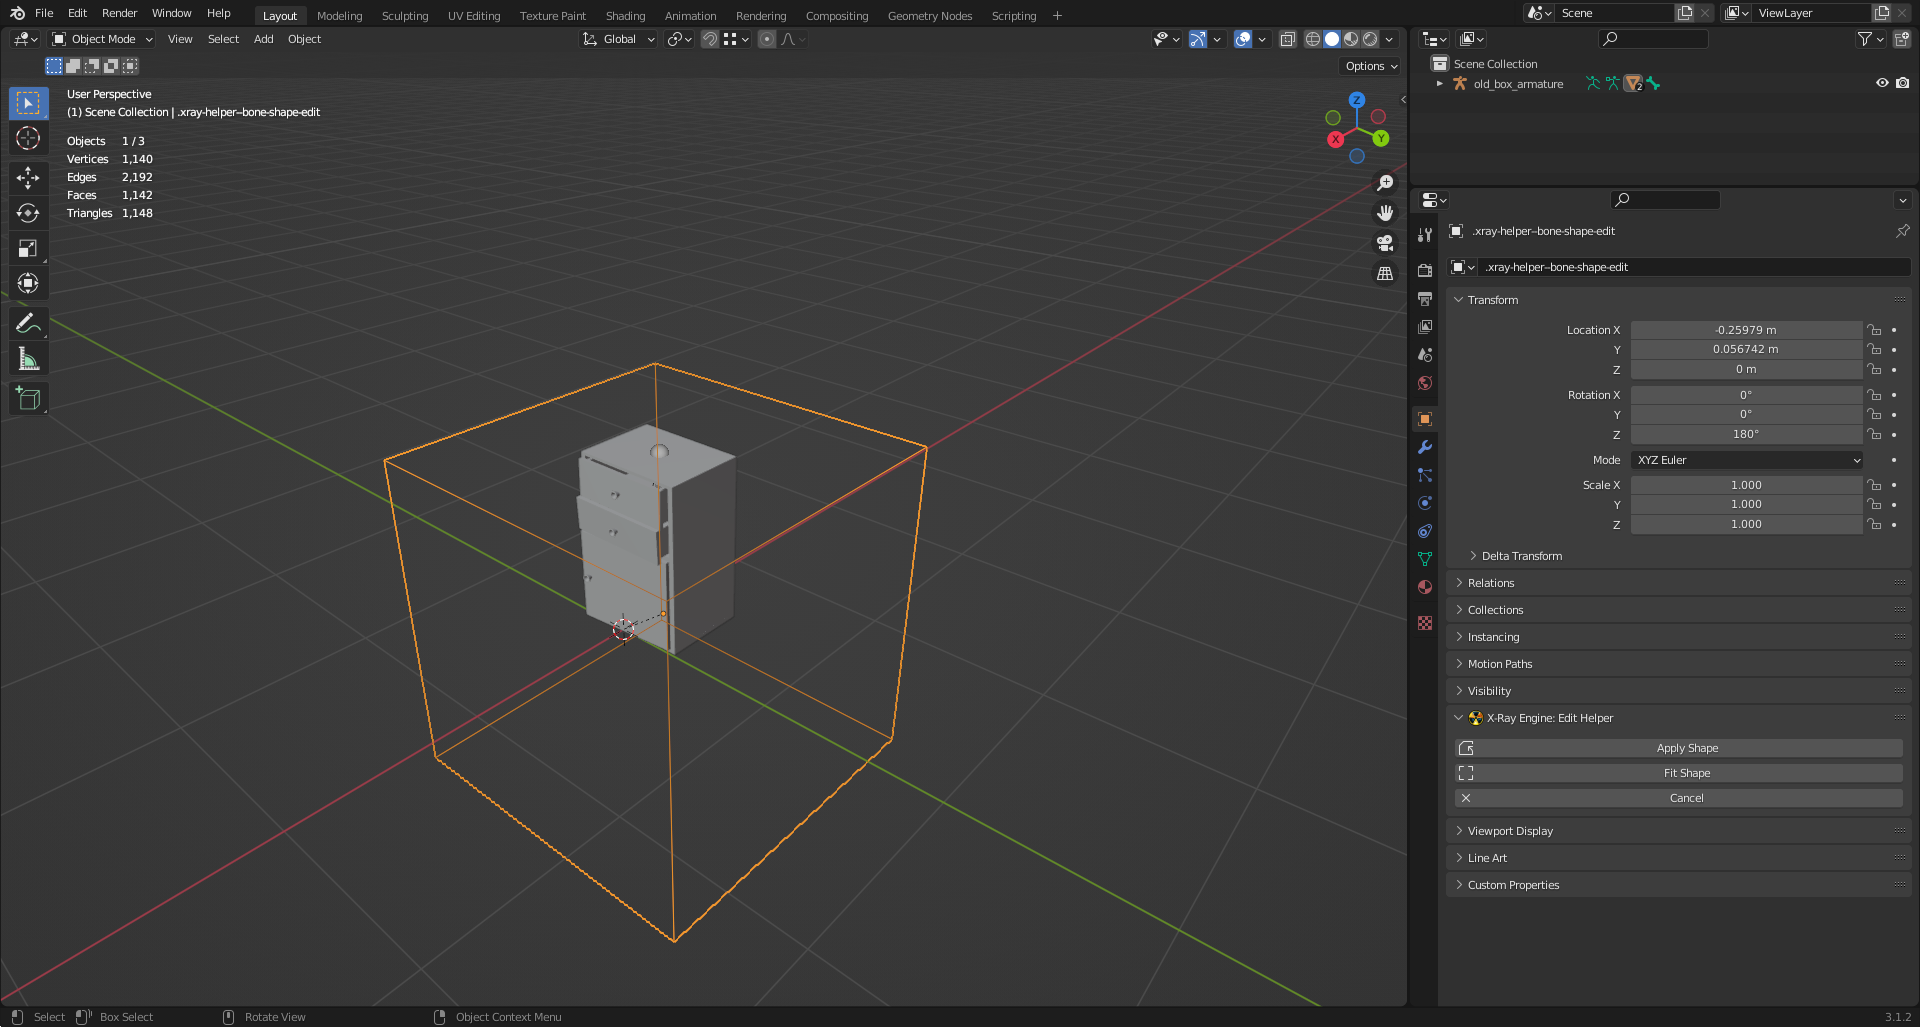 File Edit Render Window Help Layout Modeling Sculpting UV Editing Texture Paint Shading Animation Rendering Compositing Geometry Nodes Scripting + Scene ViewLayer
Object Mode View Select Add Object Global
Options
User Perspective
(1) Scene Collection | .xray-helper--bone-shape-edit
Objects 1 / 3
Vertices 1,140
Edges 2,192
Faces 1,142
Triangles 1,148
Z
X
Y
Scene Collection
old_box_armature 2
.xray-helper--bone-shape-edit
.xray-helper--bone-shape-edit
Transform
Location X -0.25979 m
Y 0.056742 m
Z 0 m
Rotation X 0°
Y 0°
Z 180°
Mode XYZ Euler
Scale X 1.000
Y 1.000
Z 1.000
Delta Transform
Relations
Collections
Instancing
Motion Paths
Visibility
X-Ray Engine: Edit Helper
Apply Shape
Fit Shape
Cancel
Viewport Display
Line Art
Custom Properties
Select Box Select Rotate View Object Context Menu 3.1.2